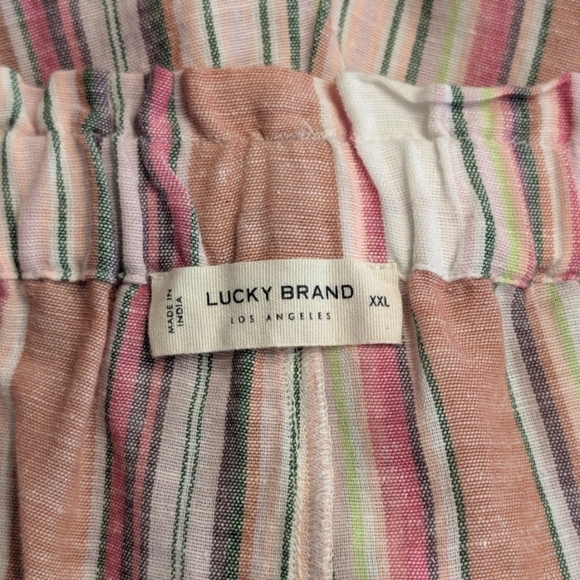 MADE IN
INDIA
LUCKY BRAND
LOS ANGELES
XXL